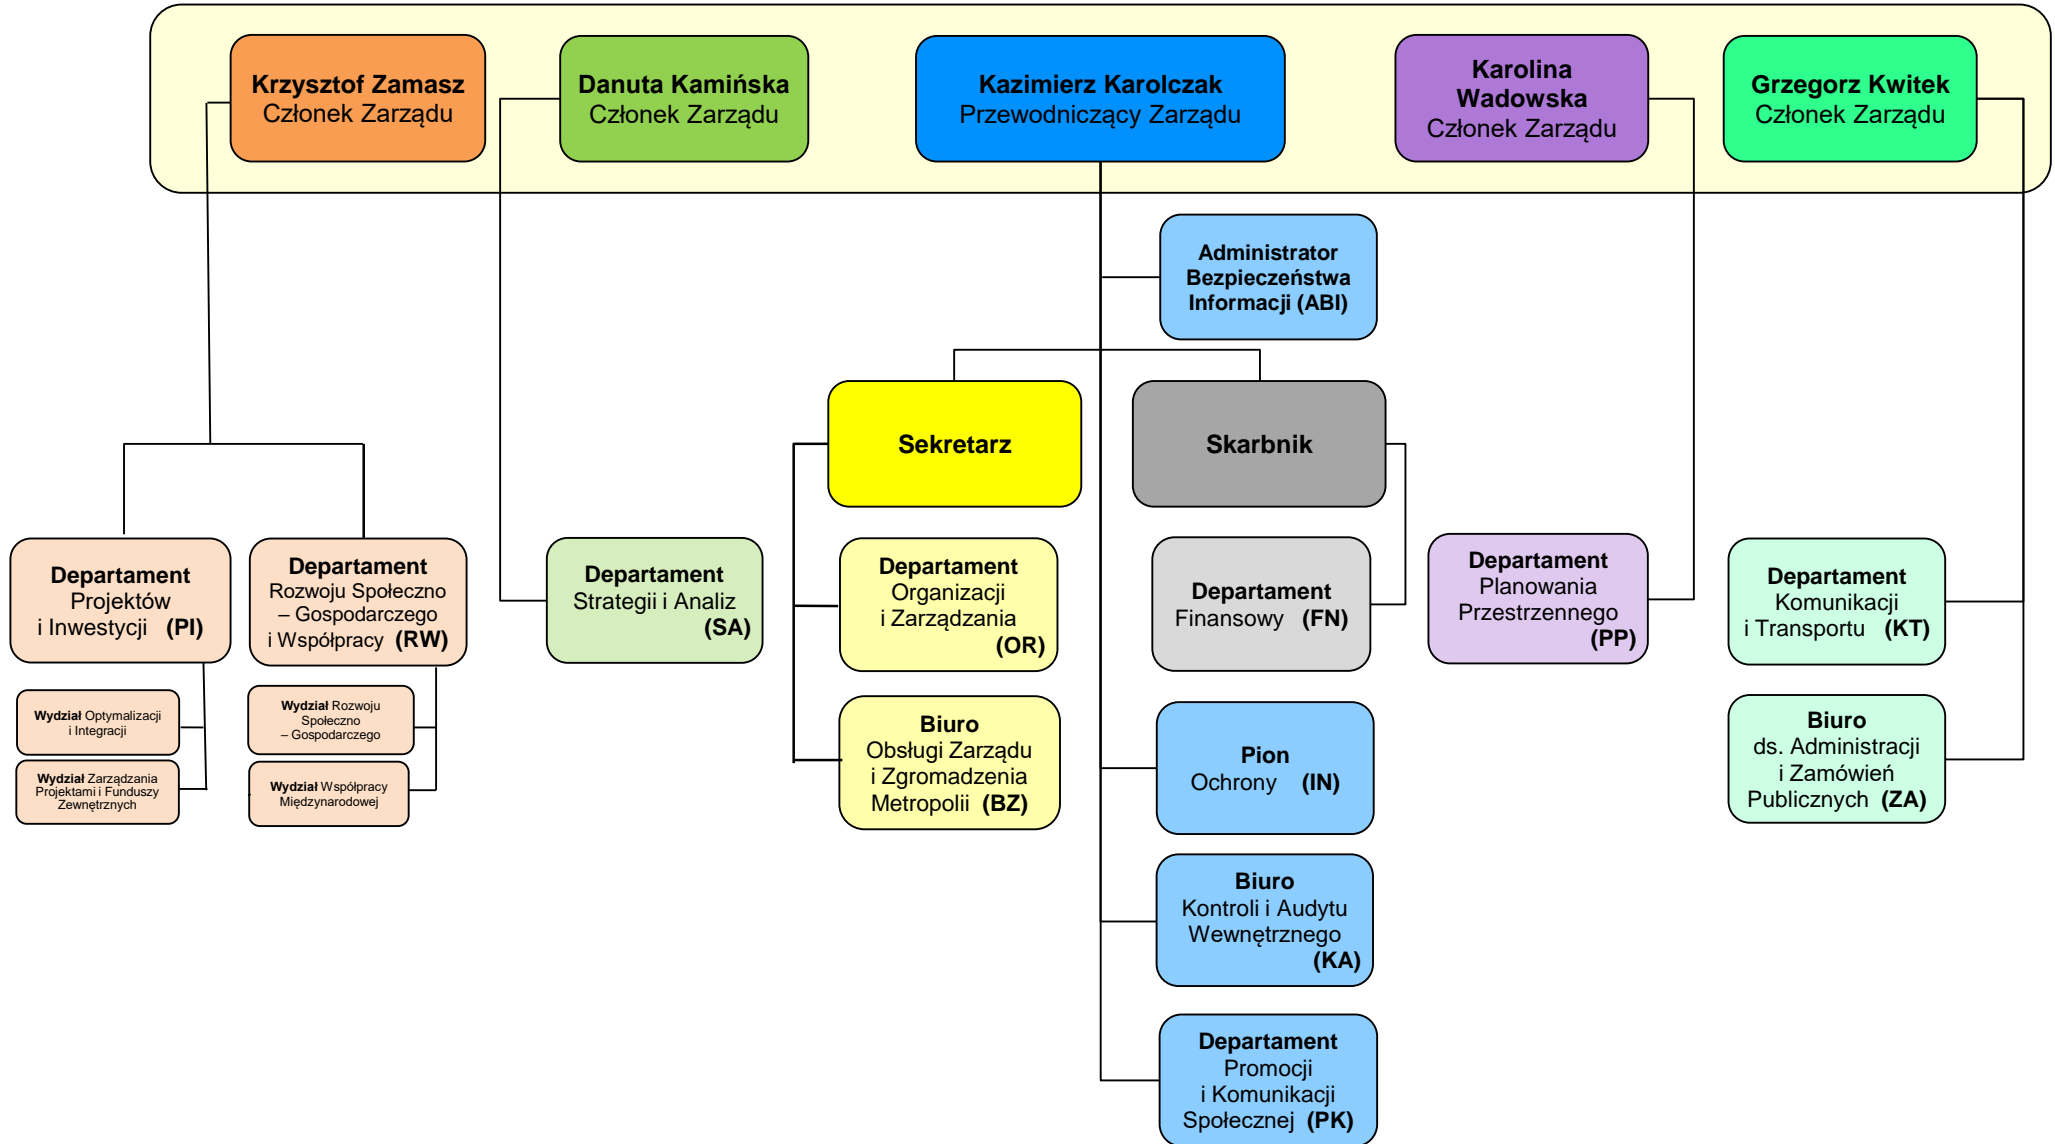 Krzysztof Zamasz
Członek Zarządu
Danuta Kamińska
Członek Zarządu
Kazimierz Karolczak
Przewodniczący Zarządu
Karolina
Wadowska
Członek Zarządu
Grzegorz Kwitek
Członek Zarządu
Administrator
Bezpieczeństwa
Informacji (ABI)
Sekretarz
Skarbnik
Departament
Projektów
i Inwestycji (PI)
Departament
Rozwoju Społeczno
– Gospodarczego
i Współpracy (RW)
Departament
Strategii i Analiz
(SA)
Departament
Organizacji
i Zarządzania
(OR)
Departament
Finansowy (FN)
Departament
Planowania
Przestrzennego
(PP)
Departament
Komunikacji
i Transportu (KT)
Wydział Optymalizacji
i Integracji
Wydział Zarządzania
Projektami i Funduszy
Zewnętrznych
Wydział Rozwoju
Społeczno
– Gospodarczego
Wydział Współpracy
Międzynarodowej
Biuro
Obsługi Zarządu
i Zgromadzenia
Metropolii (BZ)
Pion
Ochrony (IN)
Biuro
ds. Administracji
i Zamówień
Publicznych (ZA)
Biuro
Kontroli i Audytu
Wewnętrznego
(KA)
Departament
Promocji
i Komunikacji
Społecznej (PK)